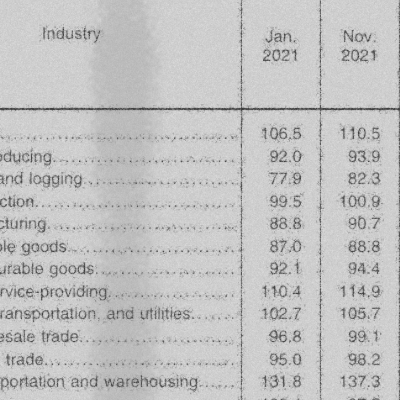 Industry Jan. Nov.
2021 2021
106.5 110.5
oducing 92.0 93.9
and logging 77.9 82.3
ction 99.5 100.9
cturing 88.8 90.7
ble goods 87.0 88.8
urable goods 92.1 94.4
rvice-providing 110.4 114.9
ransportation, and utilities 102.7 105.7
esale trade 96.8 99.1
trade 95.0 98.2
portation and warehousing 131.8 137.3